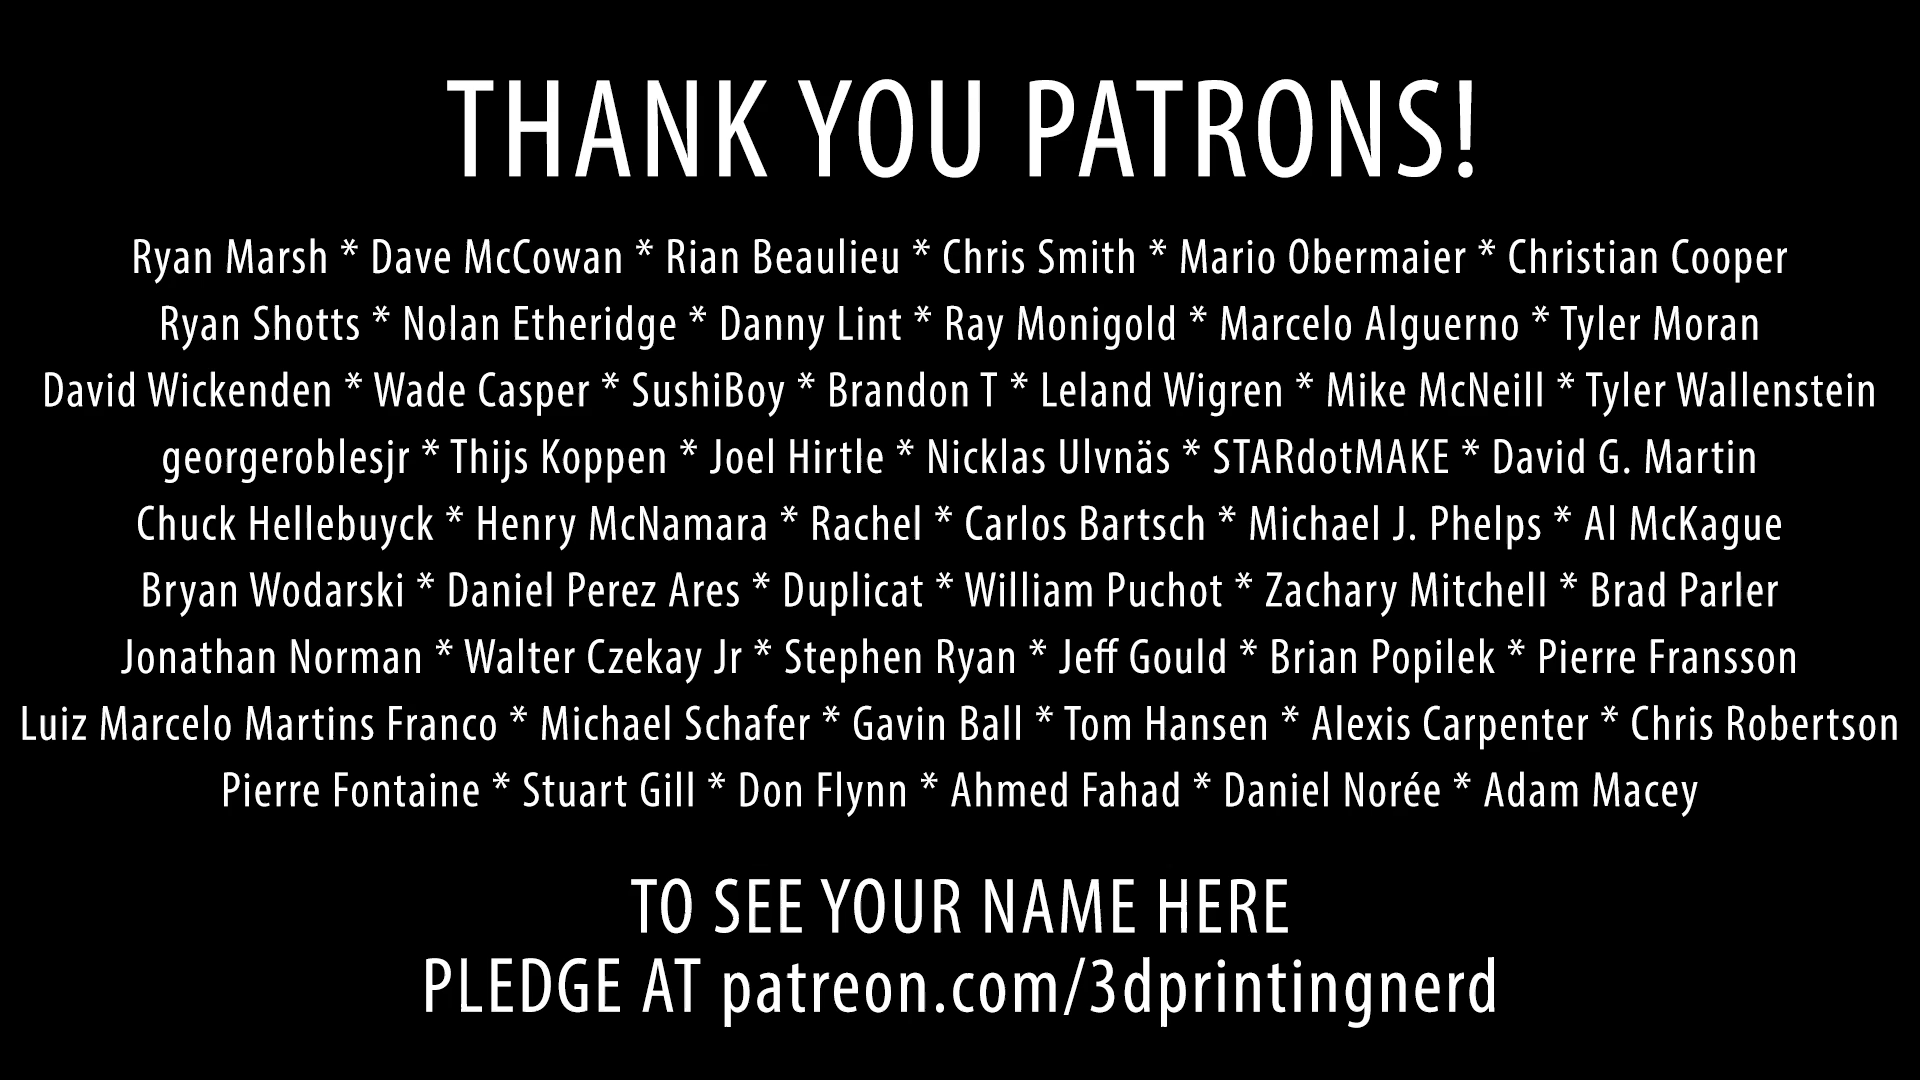 THANK YOU PATRONS!
Ryan Marsh * Dave McCowan * Rian Beaulieu * Chris Smith * Mario Obermaier * Christian Cooper
Ryan Shotts * Nolan Etheridge * Danny Lint * Ray Monigold * Marcelo Alguerno * Tyler Moran
David Wickenden * Wade Casper * SushiBoy * Brandon T * Leland Wigren * Mike McNeill * Tyler Wallenstein
georgeroblesjr * Thijs Koppen * Joel Hirtle * Nicklas Ulvnäs * STARdotMAKE * David G. Martin
Chuck Hellebuyck * Henry McNamara * Rachel * Carlos Bartsch * Michael J. Phelps * Al McKague
Bryan Wodarski * Daniel Perez Ares * Duplicat * William Puchot * Zachary Mitchell * Brad Parler
Jonathan Norman * Walter Czekay Jr * Stephen Ryan * Jeff Gould * Brian Popilek * Pierre Fransson
Luiz Marcelo Martins Franco * Michael Schafer * Gavin Ball * Tom Hansen * Alexis Carpenter * Chris Robertson
Pierre Fontaine * Stuart Gill * Don Flynn * Ahmed Fahad * Daniel Norée * Adam Macey
TO SEE YOUR NAME HERE
PLEDGE AT patreon.com/3dprintingnerd